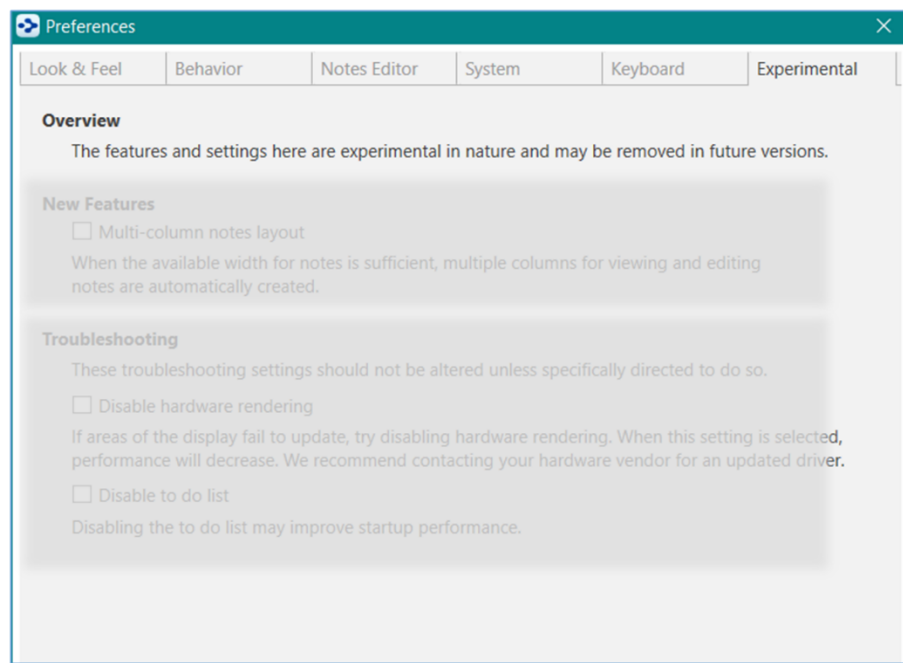 Preferences
Look & Feel
Behavior
Notes Editor
System
Keyboard
Experimental
Overview
The features and settings here are experimental in nature and may be removed in future versions.
New Features
Multi-column notes layout
When the available width for notes is sufficient, multiple columns for viewing and editing
notes are automatically created.
Troubleshooting
These troubleshooting settings should not be altered unless specifically directed to do so.
Disable hardware rendering
If areas of the display fail to update, try disabling hardware rendering. When this setting is selected,
performance will decrease. We recommend contacting your hardware vendor for an updated driver.
Disable to do list
Disabling the to do list may improve startup performance.